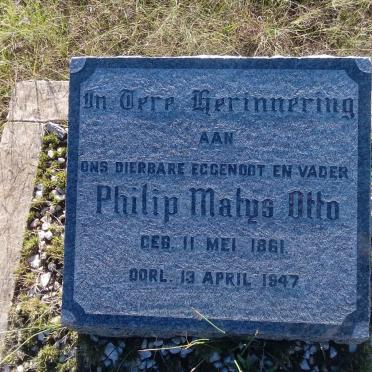 In Tere Herinnering
AAN
ONS DIERBARE EGGENOOT EN VADER
Philip Matys Otto
GEB. 11 MEI 1861.
OORL. 13 APRIL 1947